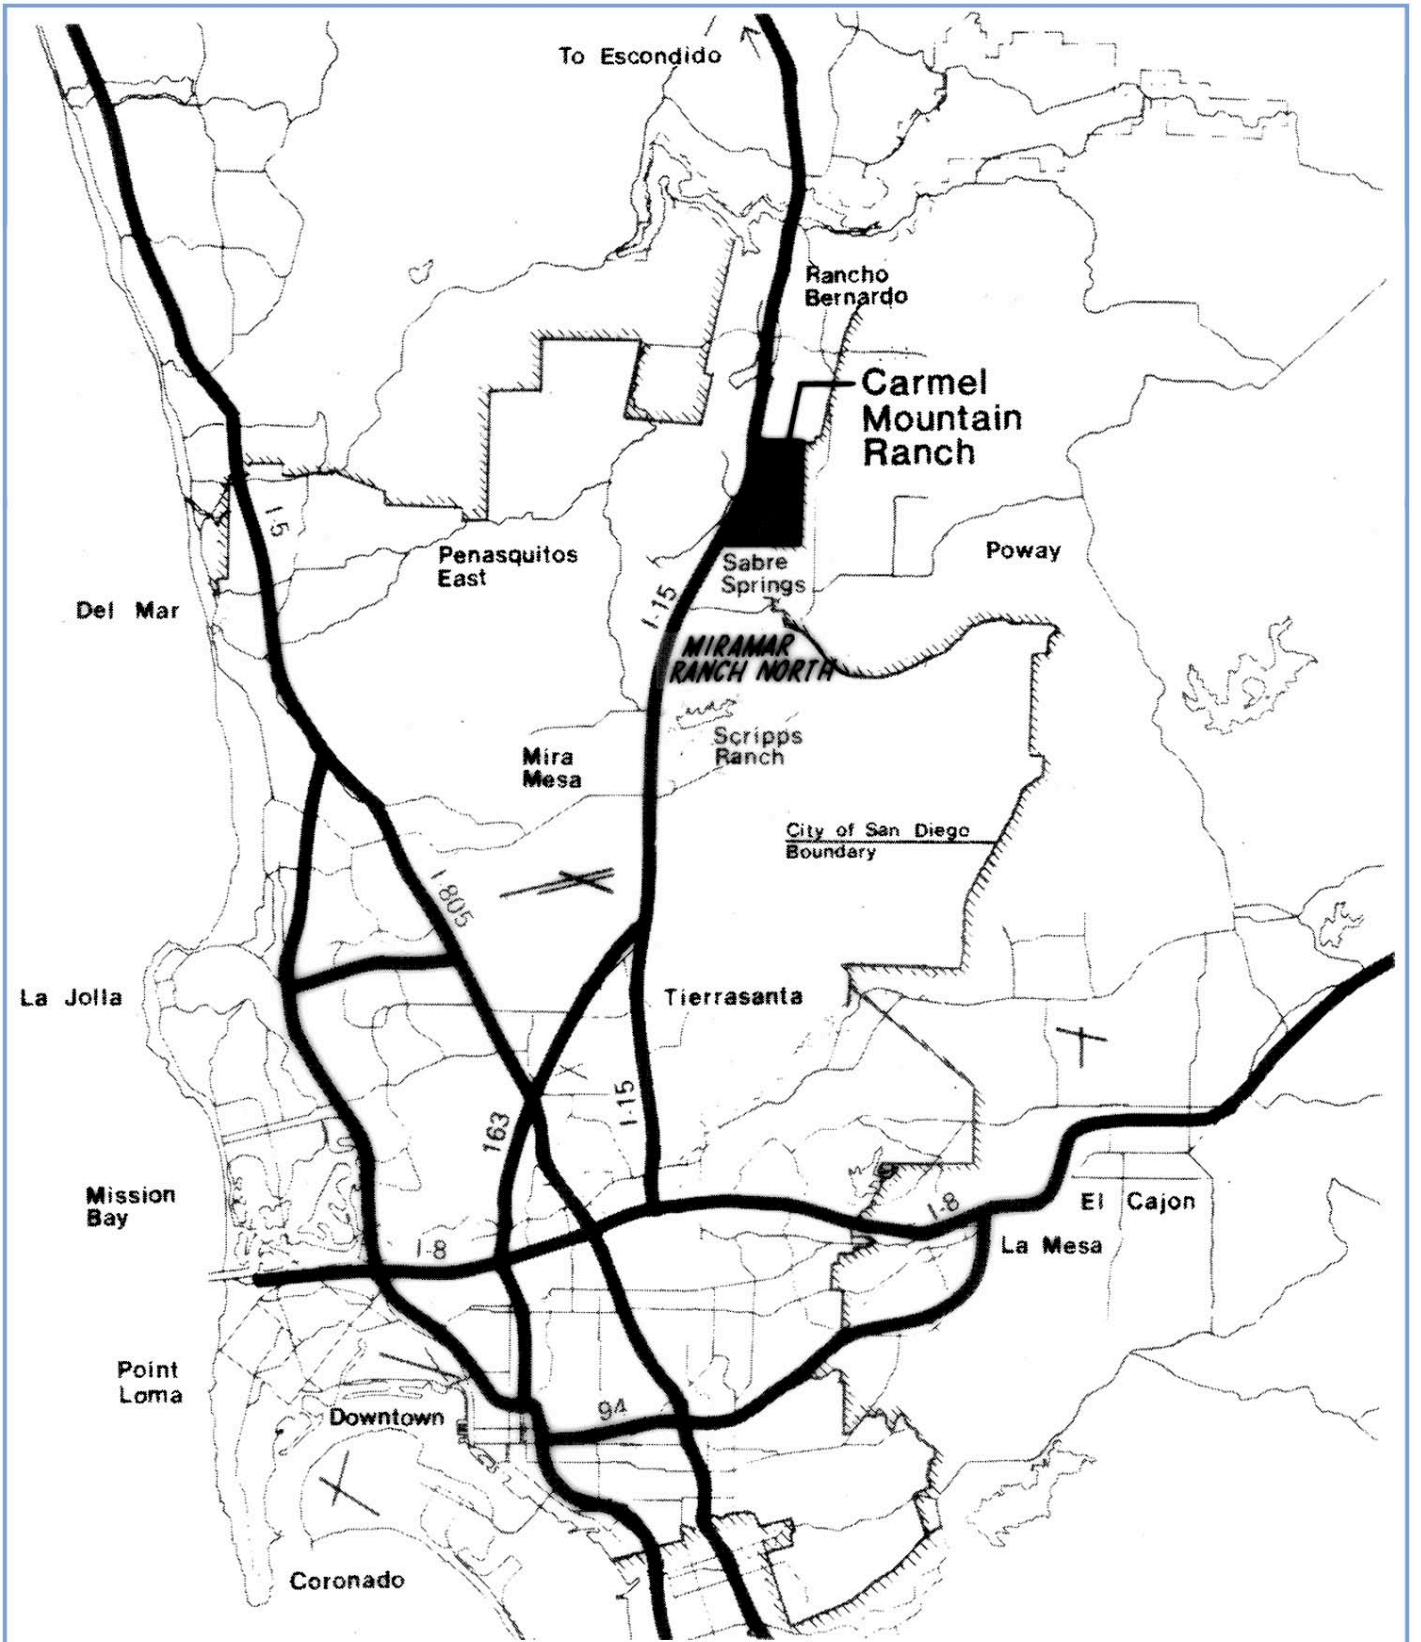 To Escondido
Rancho
Bernardo
Carmel
Mountain
Ranch
I-5
Penasquitos
East
Poway
Sabre
Springs
Del Mar
I-15
MIRAMAR
RANCH NORTH
Scripps
Ranch
Mira
Mesa
City of San Diego
Boundary
I-805
La Jolla
Tierrasanta
I-15
163
Mission
Bay
El Cajon
I-8
I-8
La Mesa
Point
Loma
94
Downtown
Coronado